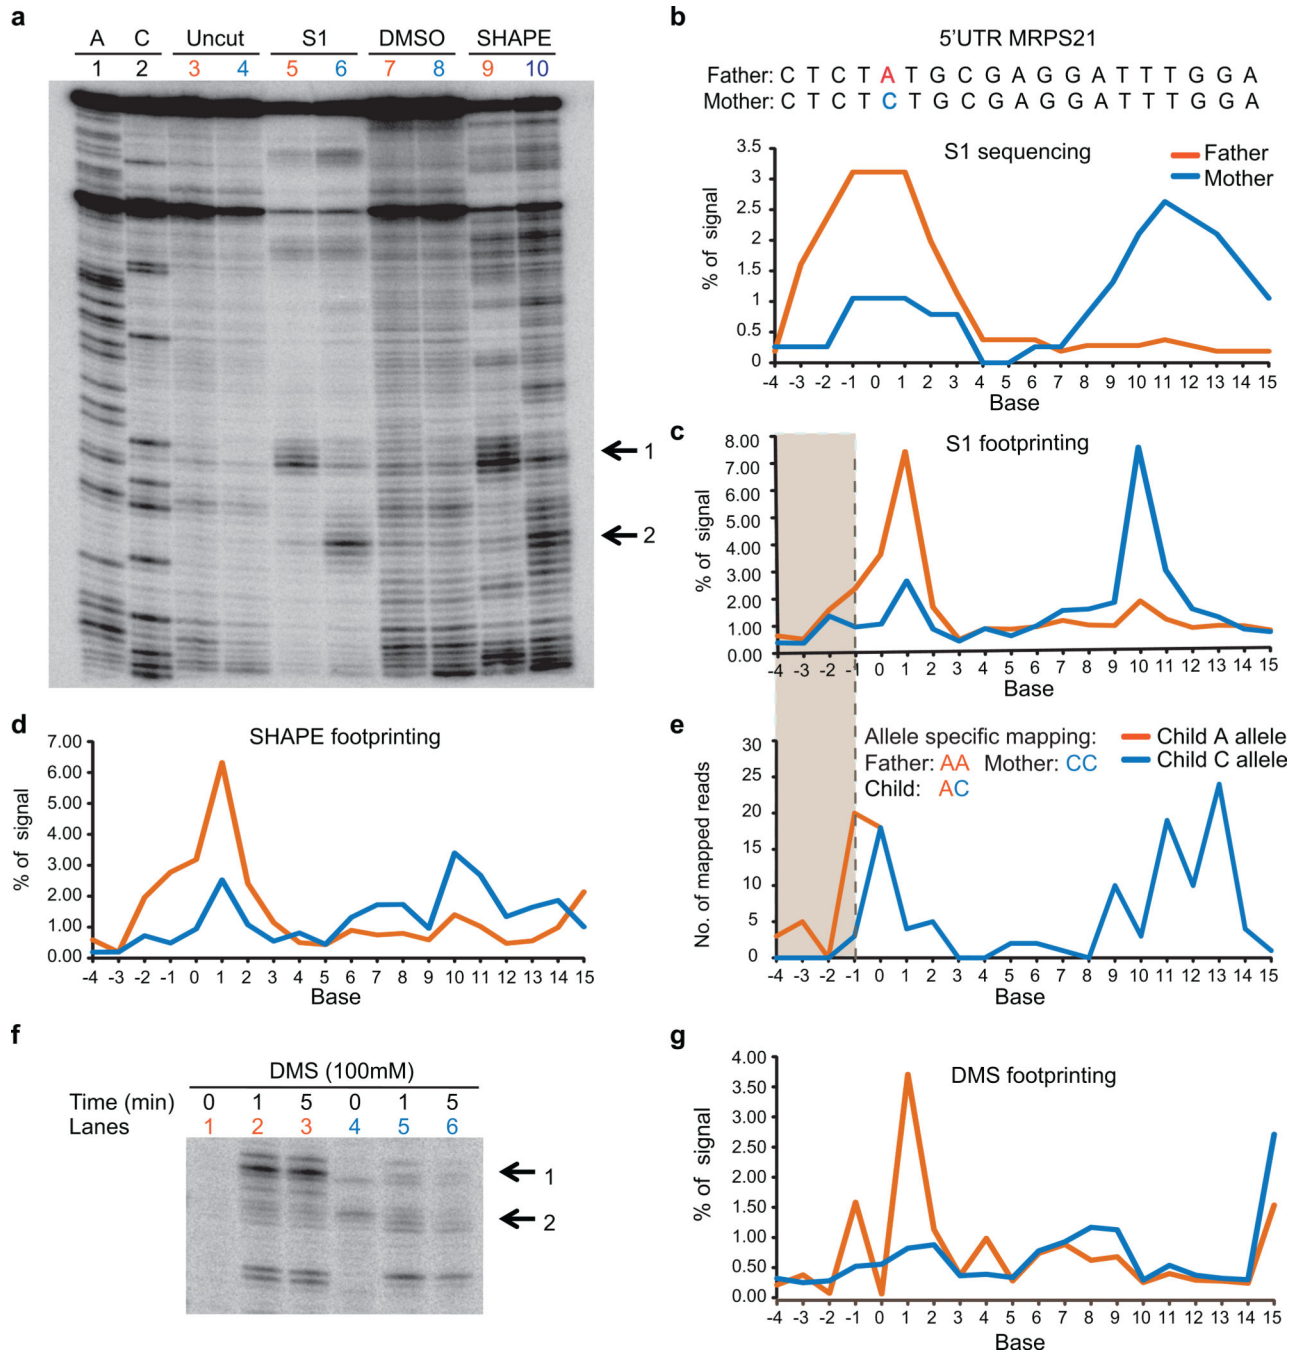 a
A C Uncut S1 DMSO SHAPE
1 2 3 4 5 6 7 8 9 10
1
2
b
5'UTR MRPS21
Father: C T C T A T G C G A G G A T T T G G A
Mother: C T C T C T G C G A G G A T T T G G A
S1 sequencing
Father
Mother
% of signal
3.5
3
2.5
2
1.5
1
0.5
0
-4 -3 -2 -1 0 1 2 3 4 5 6 7 8 9 10 11 12 13 14 15
Base
c
S1 footprinting
% of signal
8.00
7.00
6.00
5.00
4.00
3.00
2.00
1.00
0.00
-4 -3 -2 -1 0 1 2 3 4 5 6 7 8 9 10 11 12 13 14 15
Base
d
SHAPE footprinting
% of signal
7.00
6.00
5.00
4.00
3.00
2.00
1.00
0.00
-4 -3 -2 -1 0 1 2 3 4 5 6 7 8 9 10 11 12 13 14 15
Base
e
Allele specific mapping:
Father: AA Mother: CC
Child: AC
Child A allele
Child C allele
No. of mapped reads
30
25
20
15
10
5
0
-4 -3 -2 -1 0 1 2 3 4 5 6 7 8 9 10 11 12 13 14 15
Base
f
DMS (100mM)
Time (min) 0 1 5 0 1 5
Lanes 1 2 3 4 5 6
1
2
g
DMS footprinting
% of signal
4.00
3.50
3.00
2.50
2.00
1.50
1.00
0.50
0.00
-4 -3 -2 -1 0 1 2 3 4 5 6 7 8 9 10 11 12 13 14 15
Base